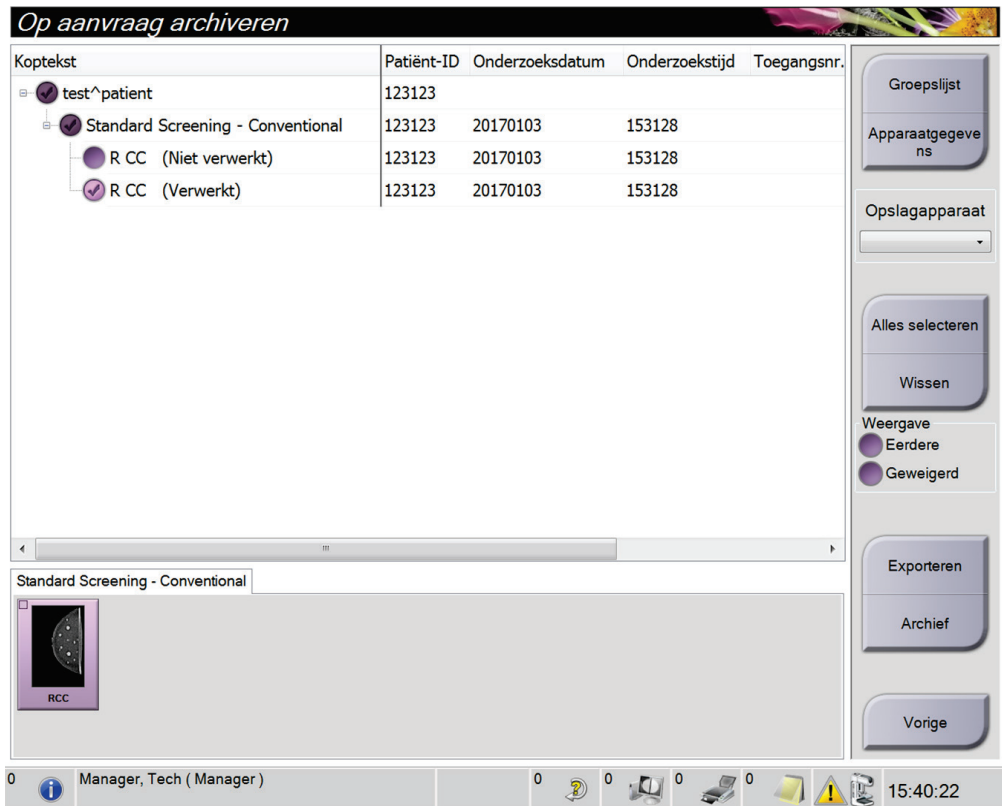 Op aanvraag archiveren
Koptekst Patiënt-ID Onderzoeksdatum Onderzoekstijd Toegangsnr.
test^patient 123123
Standard Screening - Conventional 123123 20170103 153128
R CC (Niet verwerkt) 123123 20170103 153128
R CC (Verwerkt) 123123 20170103 153128
Groepslijst
Apparaatgegeve
ns
Opslagapparaat
Alles selecteren
Wissen
Weergave
Eerdere
Geweigerd
Exporteren
Archief
Vorige
Standard Screening - Conventional
RCC
0 Manager, Tech ( Manager ) 0 0 0 0 15:40:22